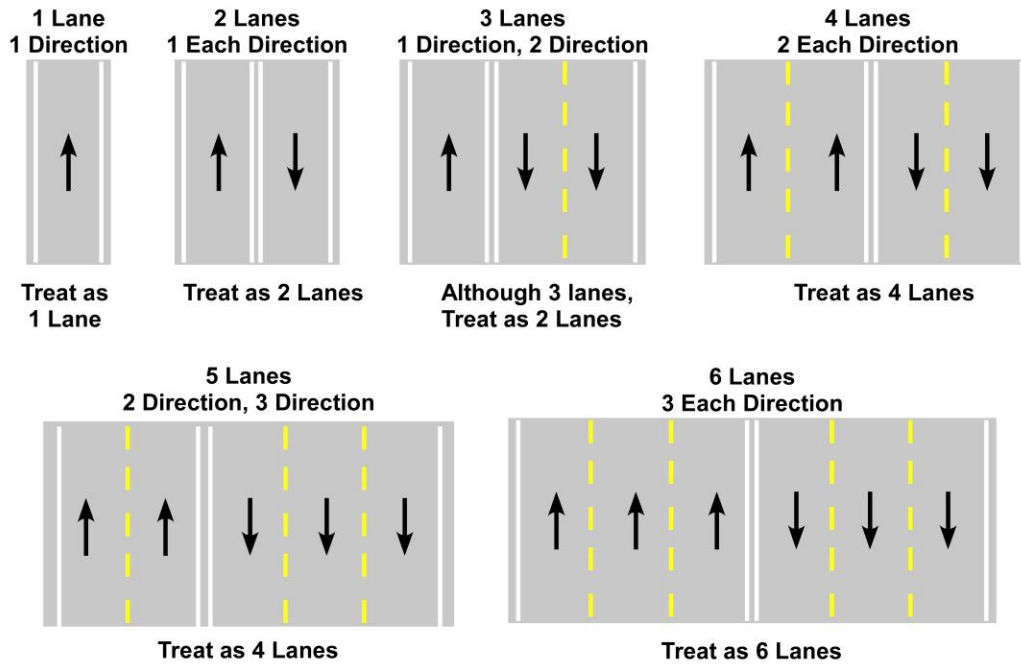 1 Lane
1 Direction
2 Lanes
1 Each Direction
3 Lanes
1 Direction, 2 Direction
4 Lanes
2 Each Direction
Treat as
1 Lane
Treat as 2 Lanes
Although 3 lanes,
Treat as 2 Lanes
Treat as 4 Lanes
5 Lanes
2 Direction, 3 Direction
6 Lanes
3 Each Direction
Treat as 4 Lanes
Treat as 6 Lanes